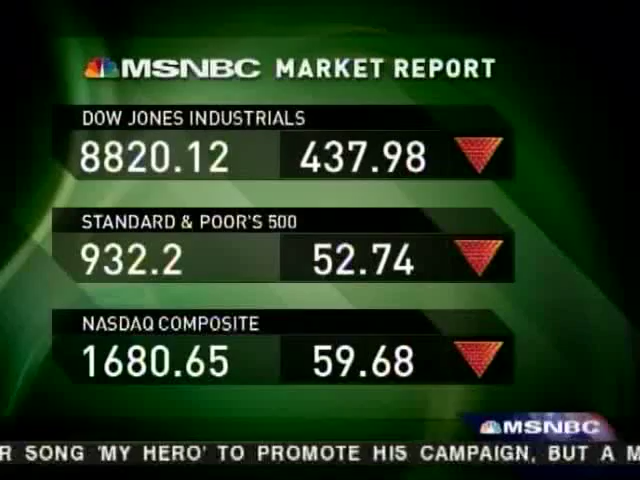 MSNBC MARKET REPORT
DOW JONES INDUSTRIALS
8820.12 437.98
STANDARD & POOR'S 500
932.2 52.74
NASDAQ COMPOSITE
1680.65 59.68
MSNBC
R SONG 'MY HERO' TO PROMOTE HIS CAMPAIGN, BUT A M